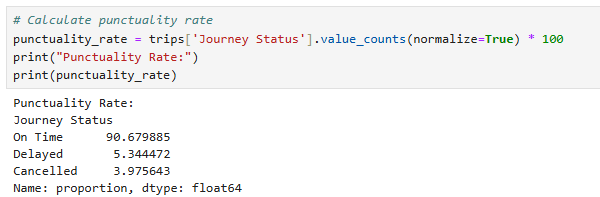 # Calculate punctuality rate
punctuality_rate = trips['Journey Status'].value_counts(normalize=True) * 100
print("Punctuality Rate:")
print(punctuality_rate)
Punctuality Rate:
Journey Status
On Time      90.679885
Delayed       5.344472
Cancelled     3.975643
Name: proportion, dtype: float64